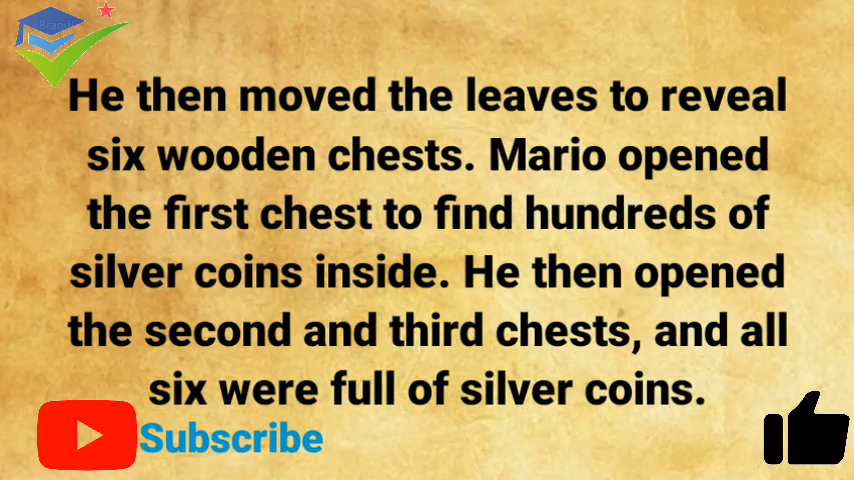 Brand
He then moved the leaves to reveal
six wooden chests. Mario opened
the first chest to find hundreds of
silver coins inside. He then opened
the second and third chests, and all
six were full of silver coins.
Subscribe